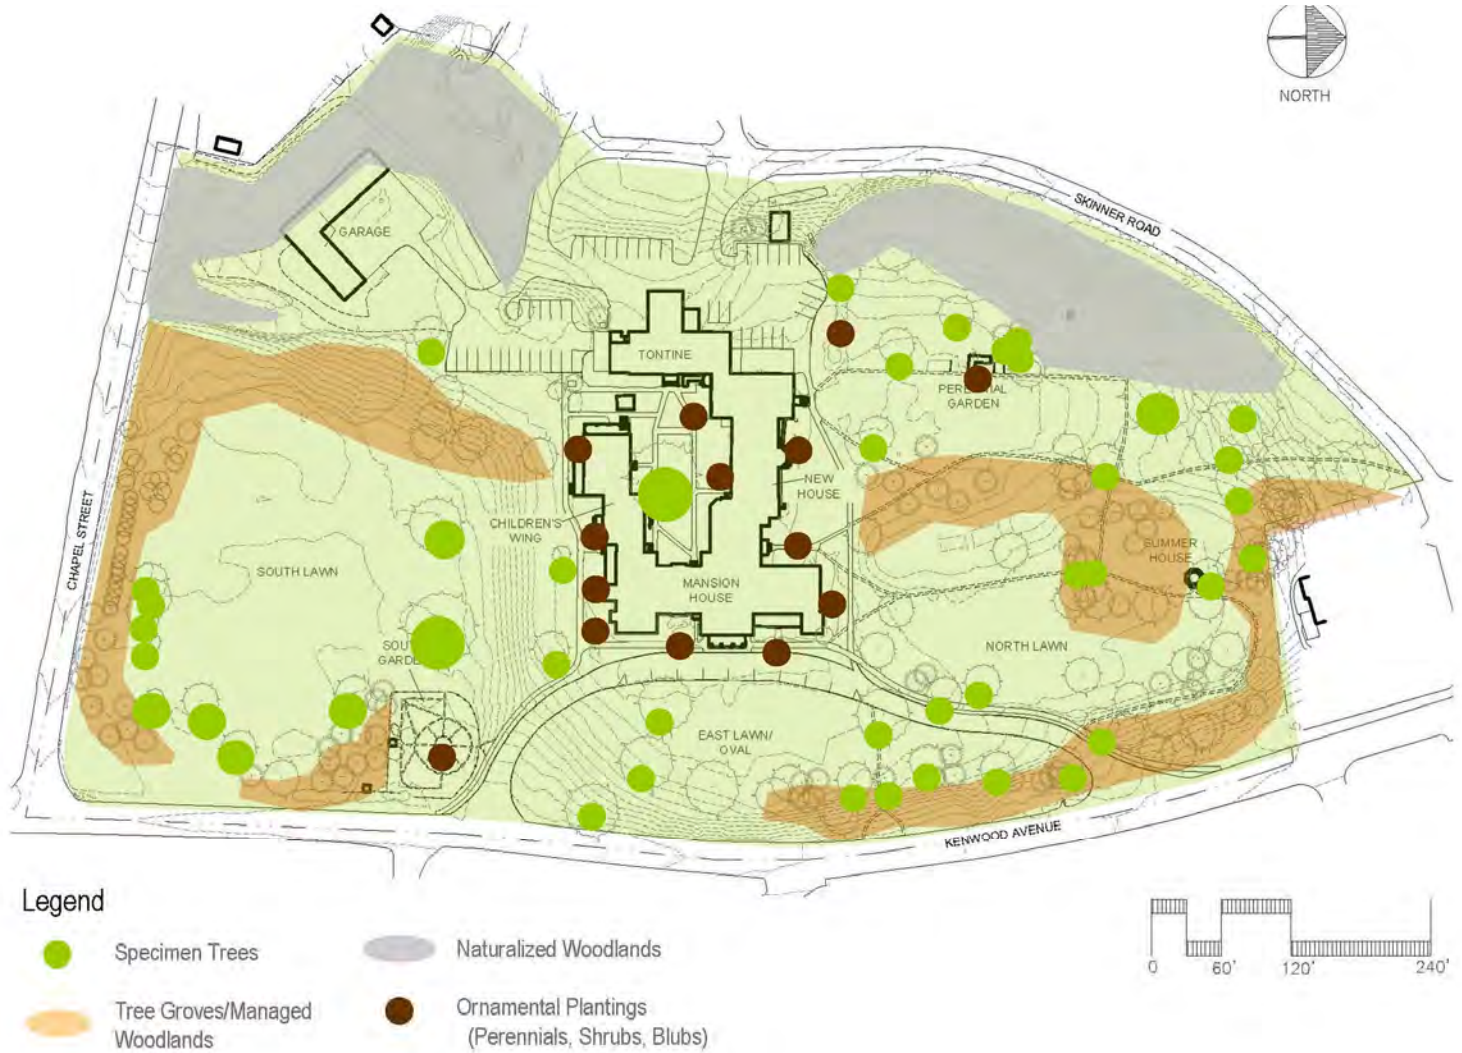 NORTH
SKINNER ROAD
GARAGE
TONTINE
PERENNIAL
GARDEN
NEW
HOUSE
CHILDREN'S
WING
CHAPEL STREET
SOUTH LAWN
SUMMER
HOUSE
MANSION
HOUSE
NORTH LAWN
EAST LAWN/
OVAL
KENWOOD AVENUE
Legend
Specimen Trees
Naturalized Woodlands
Tree Groves/Managed
Woodlands
Ornamental Plantings
(Perennials, Shrubs, Blubs)
0 60' 120' 240'